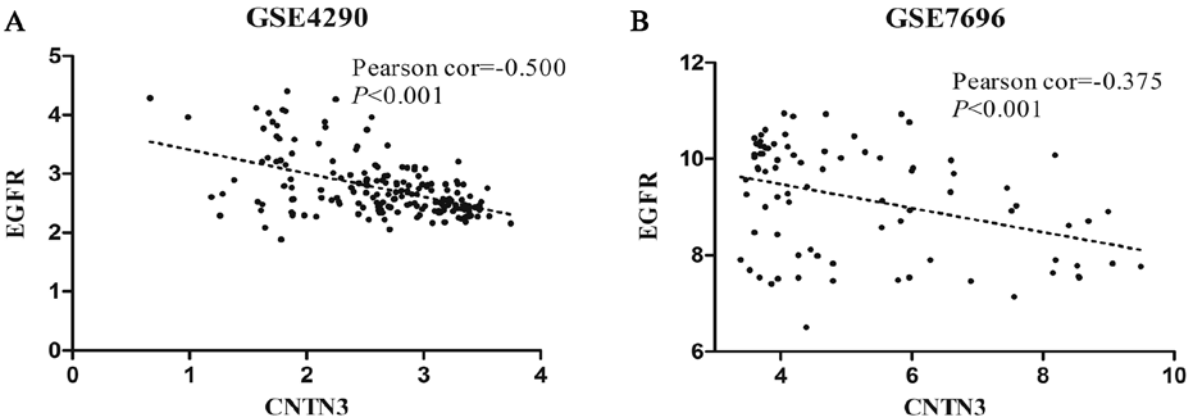 A
GSE4290
Pearson cor=-0.500
P<0.001
5
4
3
2
1
0
EGFR
0 1 2 3 4
CNTN3
B
GSE7696
Pearson cor=-0.375
P<0.001
12
10
8
6
EGFR
4 6 8 10
CNTN3